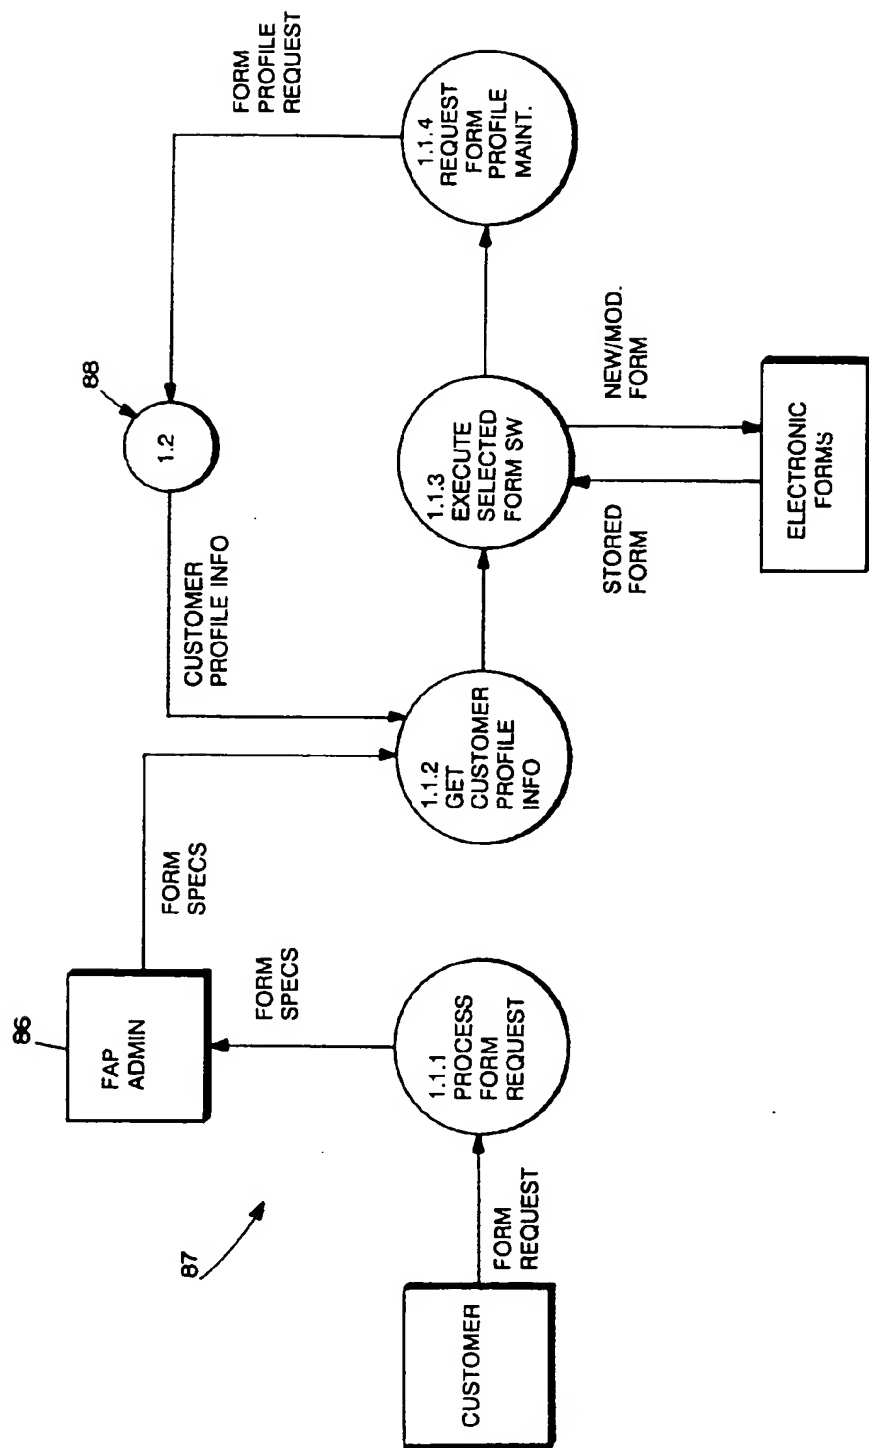 86
FAP
ADMIN
FORM
SPECS
FORM
SPECS
87
CUSTOMER
FORM
REQUEST
1.1.1
PROCESS
FORM
REQUEST
88
1.2
CUSTOMER
PROFILE INFO
FORM
PROFILE
REQUEST
1.1.2
GET
CUSTOMER
PROFILE
INFO
1.1.3
EXECUTE
SELECTED
FORM SW
1.1.4
REQUEST
FORM
PROFILE
MAINT.
STORED
FORM
NEW/MOD.
FORM
ELECTRONIC
FORMS